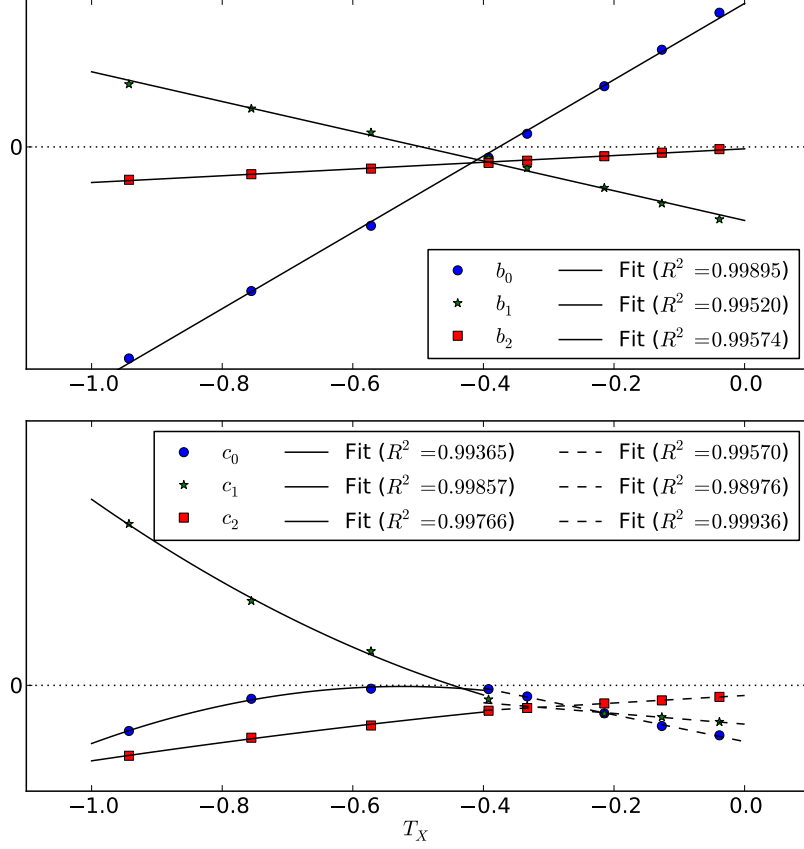 0
b₀ Fit (R² =0.99895)
b₁ Fit (R² =0.99520)
b₂ Fit (R² =0.99574)
−1.0 −0.8 −0.6 −0.4 −0.2 0.0
c₀ Fit (R² =0.99365) Fit (R² =0.99570)
c₁ Fit (R² =0.99857) Fit (R² =0.98976)
c₂ Fit (R² =0.99766) Fit (R² =0.99936)
0
−1.0 −0.8 −0.6 −0.4 −0.2 0.0
T_X